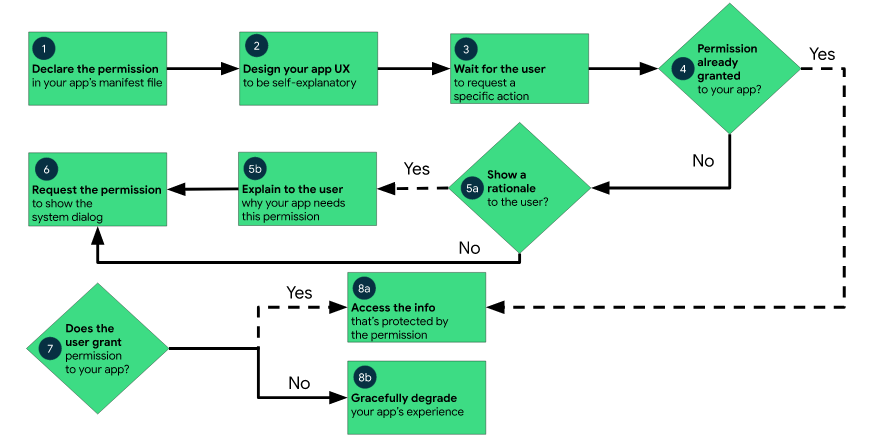 1
Declare the permission
in your app's manifest file
2
Design your app UX
to be self-explanatory
3
Wait for the user
to request a
specific action
4
Permission
already
granted
to your app?
Yes
No
5a
Show a
rationale
to the user?
Yes
5b
Explain to the user
why your app needs
this permission
No
6
Request the permission
to show the
system dialog
7
Does the
user grant
permission
to your app?
Yes
8a
Access the info
that's protected by
the permission
No
8b
Gracefully degrade
your app's experience